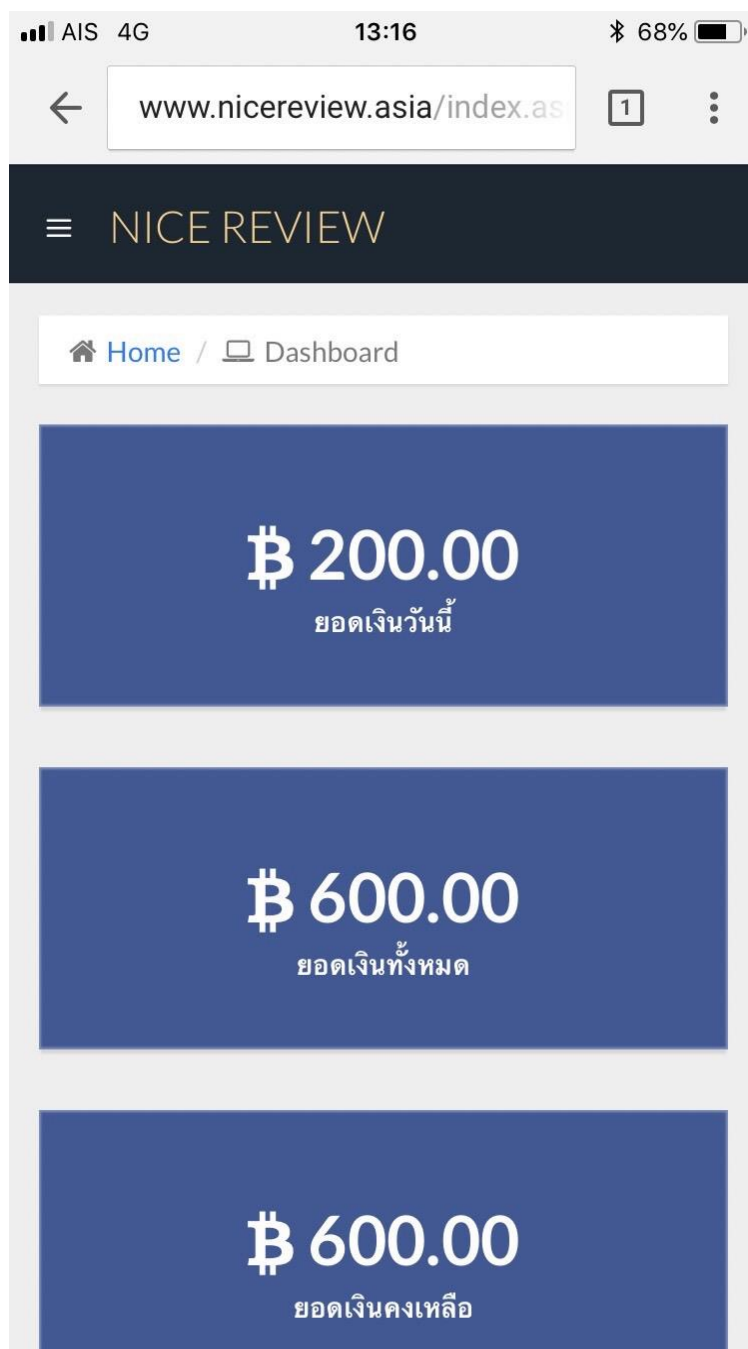 AIS 4G 13:16 68%
www.nicereview.asia/index.as
1
NICE REVIEW
Home / Dashboard
₿ 200.00
ยอดเงินวันนี้
₿ 600.00
ยอดเงินทั้งหมด
₿ 600.00
ยอดเงินคงเหลือ